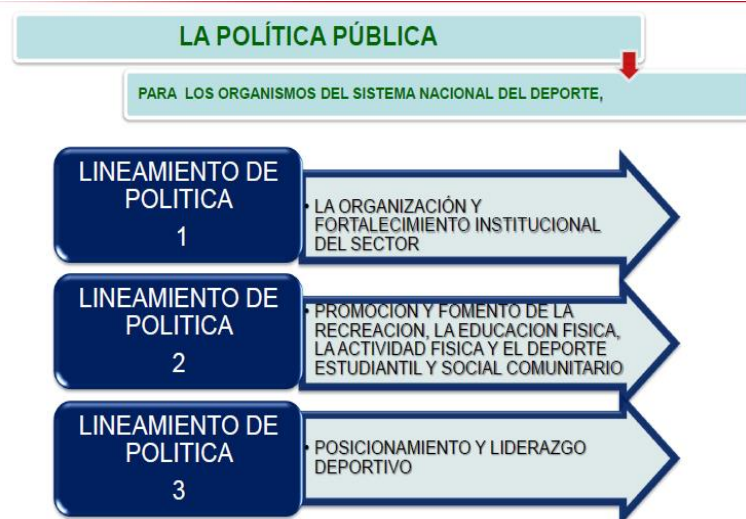 LA POLÍTICA PÚBLICA
PARA LOS ORGANISMOS DEL SISTEMA NACIONAL DEL DEPORTE,
LINEAMIENTO DE
POLITICA
1
• LA ORGANIZACIÓN Y
FORTALECIMIENTO INSTITUCIONAL
DEL SECTOR
LINEAMIENTO DE
POLITICA
2
• PROMOCION Y FOMENTO DE LA
RECREACION, LA EDUCACION FISICA,
LA ACTIVIDAD FISICA Y EL DEPORTE
ESTUDIANTIL Y SOCIAL COMUNITARIO
LINEAMIENTO DE
POLITICA
3
• POSICIONAMIENTO Y LIDERAZGO
DEPORTIVO